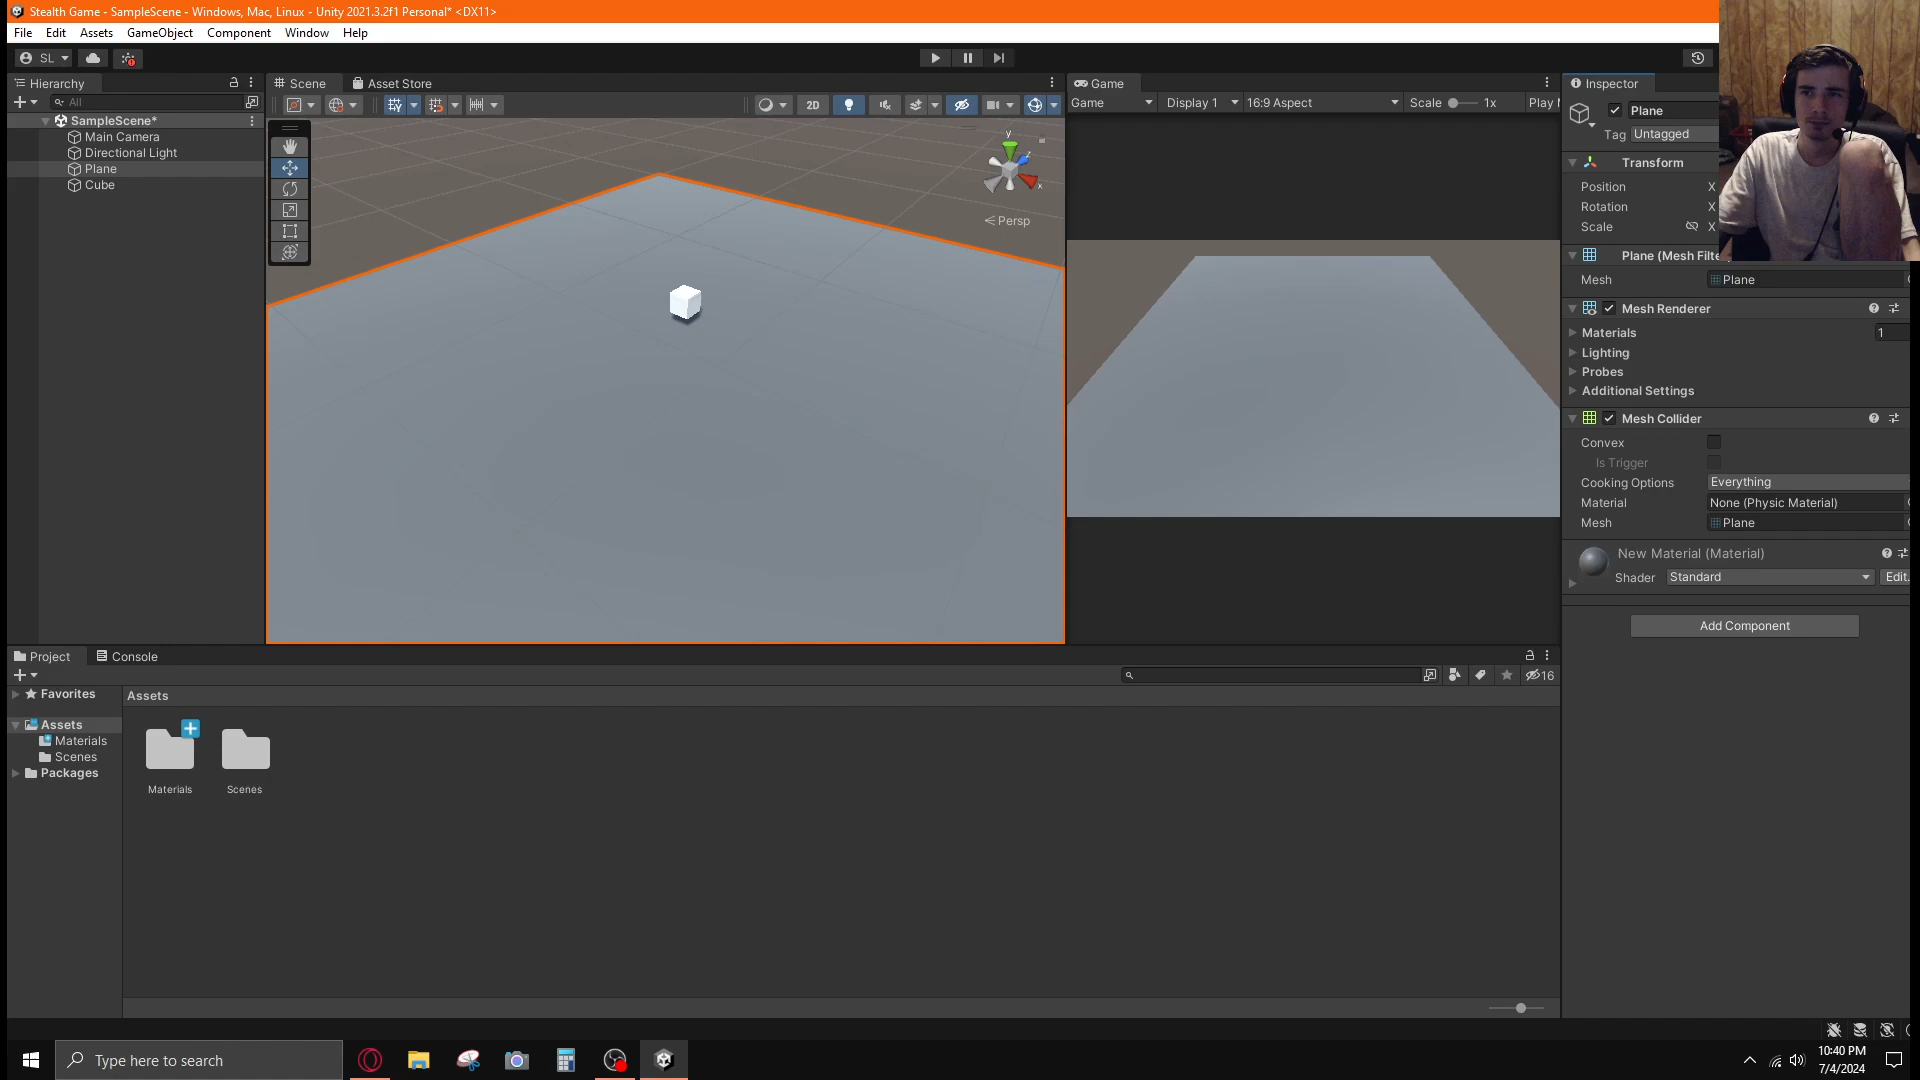 Stealth Game - SampleScene - Windows, Mac, Linux - Unity 2021.3.2f1 Personal* <DX11>
File Edit Assets GameObject Component Window Help
SL
Hierarchy
All
SampleScene*
Main Camera
Directional Light
Plane
Cube
Scene Asset Store
2D
y
z
x
Persp
Game
Game Display 1 16:9 Aspect Scale 1x Play
Inspector
Plane
Tag Untagged
Transform
Position X
Rotation X
Scale X
Plane (Mesh Filte
Mesh Plane
Mesh Renderer
Materials 1
Lighting
Probes
Additional Settings
Mesh Collider
Convex
Is Trigger
Cooking Options Everything
Material None (Physic Material)
Mesh Plane
New Material (Material)
Shader Standard Edit.
Add Component
Project Console
16
Favorites
Assets
Materials
Scenes
Packages
Assets
Materials Scenes
Type here to search
10:40 PM
7/4/2024